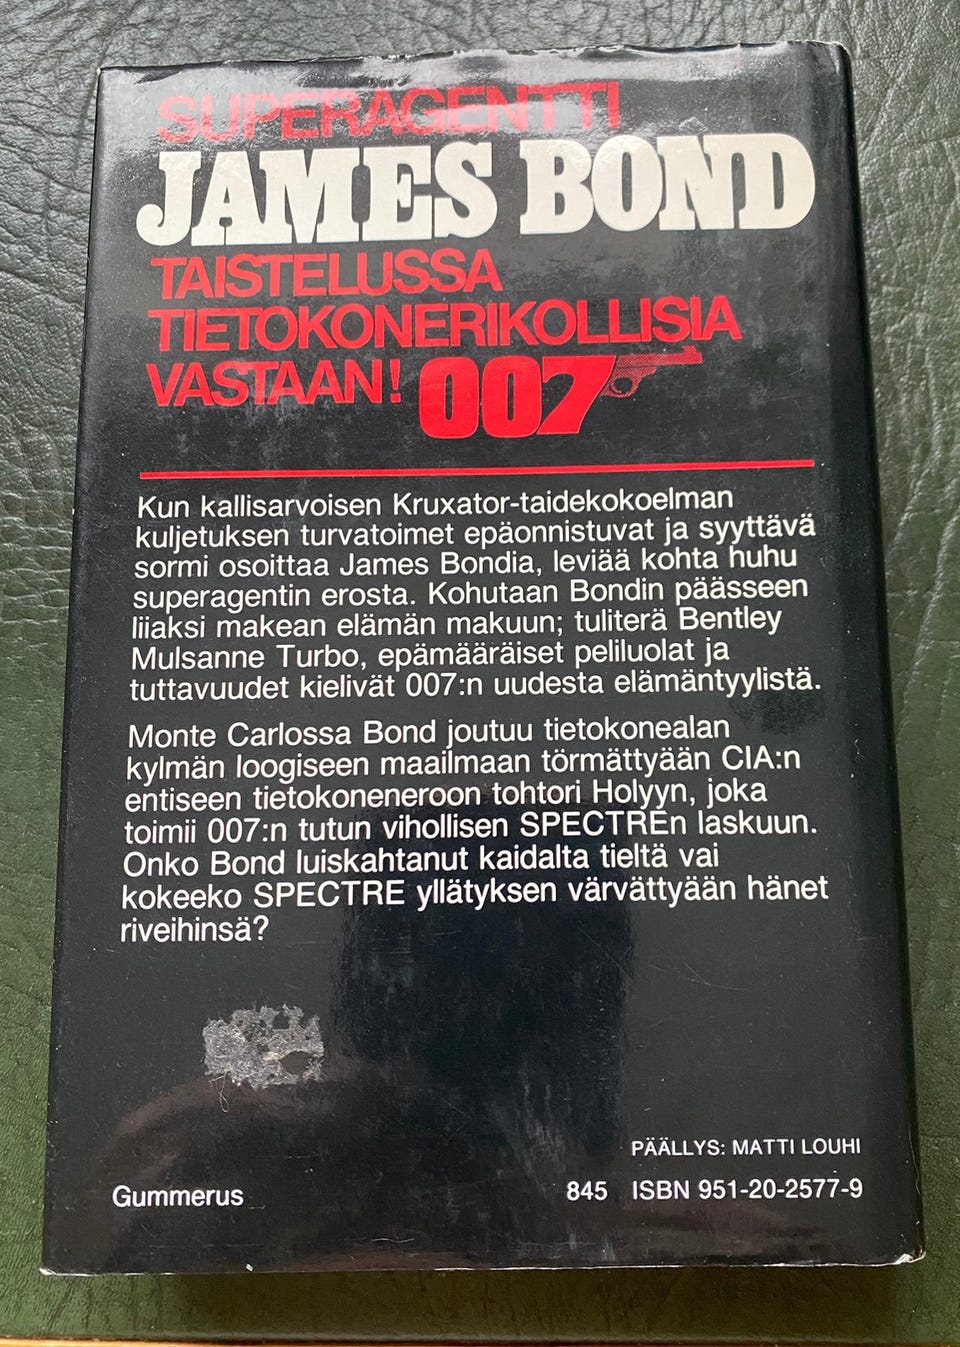 SUPERAGENTTI
JAMES BOND
TAISTELUSSA
TIETOKONERIKOLLISIA
VASTAAN! 007
Kun kallisarvoisen Kruxator-taidekokoelman
kuljetuksen turvatoimet epäonnistuvat ja syyttävä
sormi osoittaa James Bondia, leviää kohta huhu
superagentin erosta. Kohutaan Bondin päässeen
liiaksi makean elämän makuun; tuliterä Bentley
Mulsanne Turbo, epämääräiset peliluolat ja
tuttavuudet kielivät 007:n uudesta elämäntyylistä.
Monte Carlossa Bond joutuu tietokonealan
kylmän loogiseen maailmaan törmättyään CIA:n
entiseen tietokoneneroon tohtori Holyyn, joka
toimii 007:n tutun vihollisen SPECTREn laskuun.
Onko Bond luiskahtanut kaidalta tieltä vai
kokeeko SPECTRE yllätyksen värvättyään hänet
riveihinsä?
PÄÄLLYS: MATTI LOUHI
Gummerus 845 ISBN 951-20-2577-9